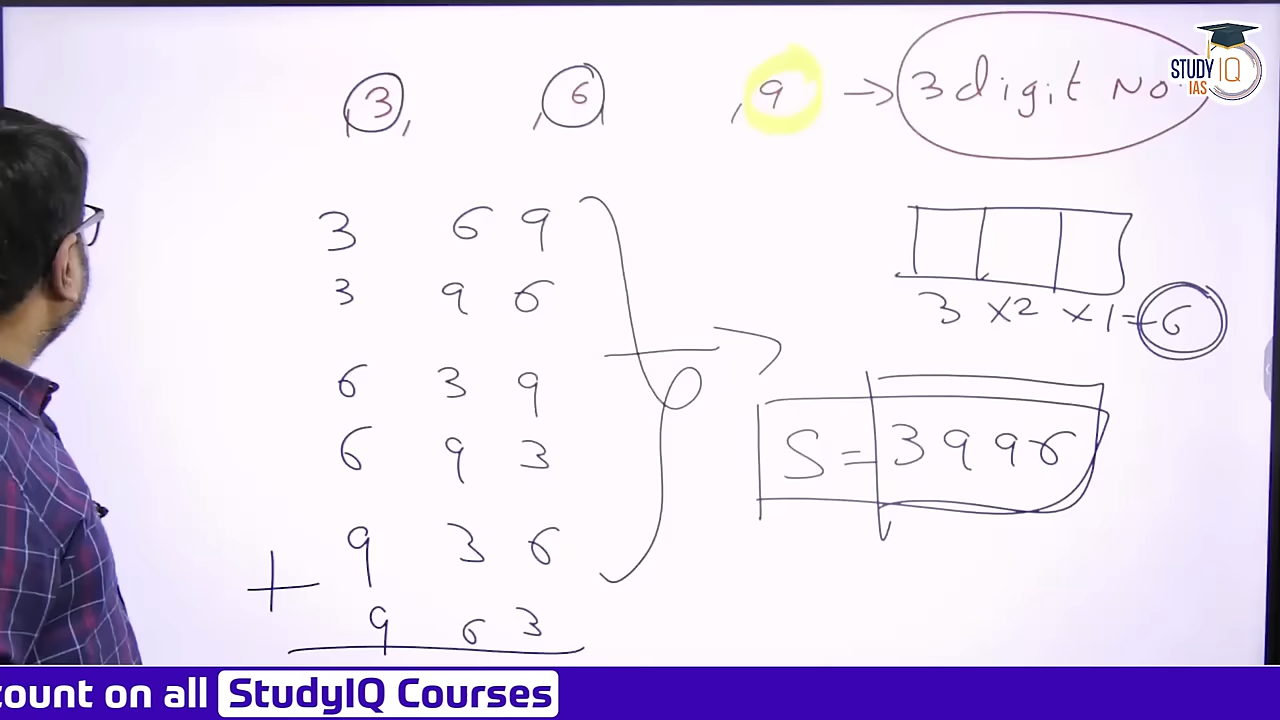 3, 6, 9 → 3 digit No.
STUDY IQ
IAS
3 6 9
3 9 6
3 ×2 ×1 = 6
6 3 9
6 9 3
S = 3996
9 3 6
+ 9 6 3
count on all StudyIQ Courses